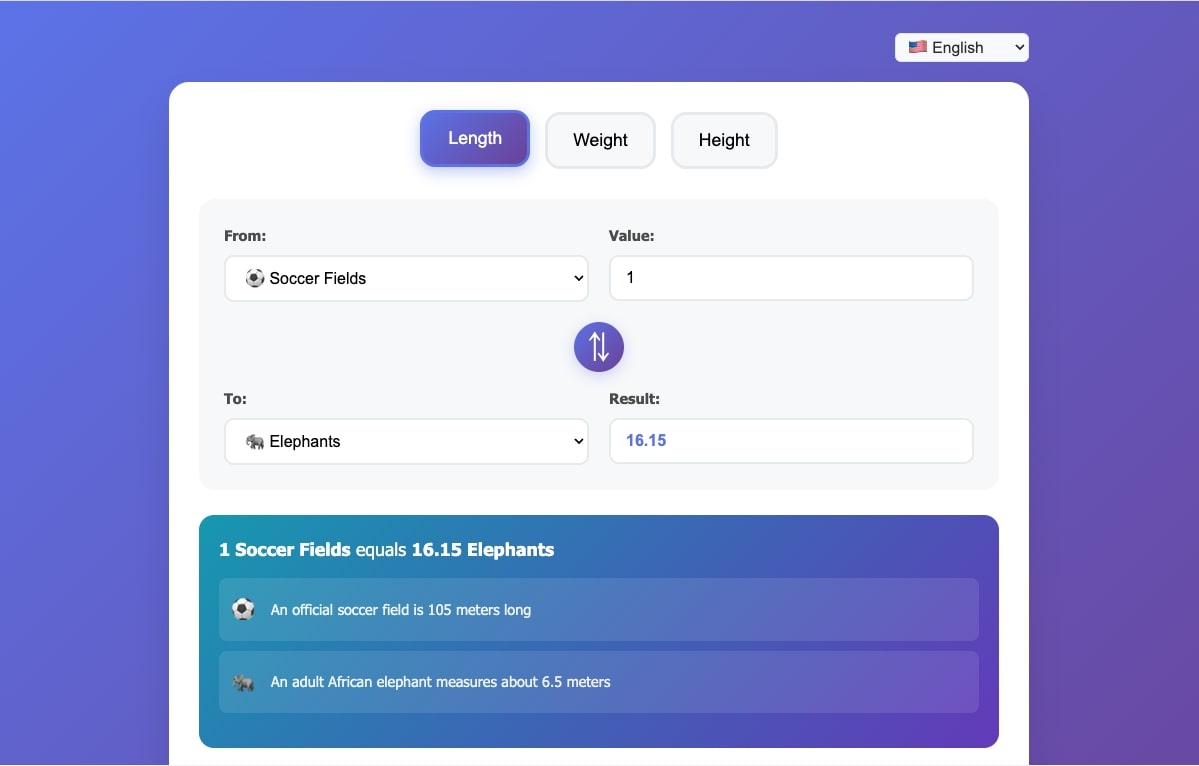 🇺🇸 English
Length Weight Height
From: Value:
⚽ Soccer Fields 1
To: Result:
🐘 Elephants 16.15
1 Soccer Fields equals 16.15 Elephants
⚽ An official soccer field is 105 meters long
🐘 An adult African elephant measures about 6.5 meters